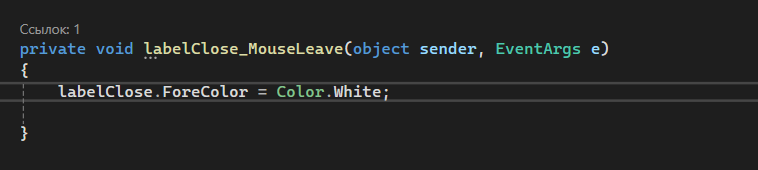 Ссылок: 1
private void labelClose_MouseLeave(object sender, EventArgs e)
{
labelClose.ForeColor = Color.White;
}